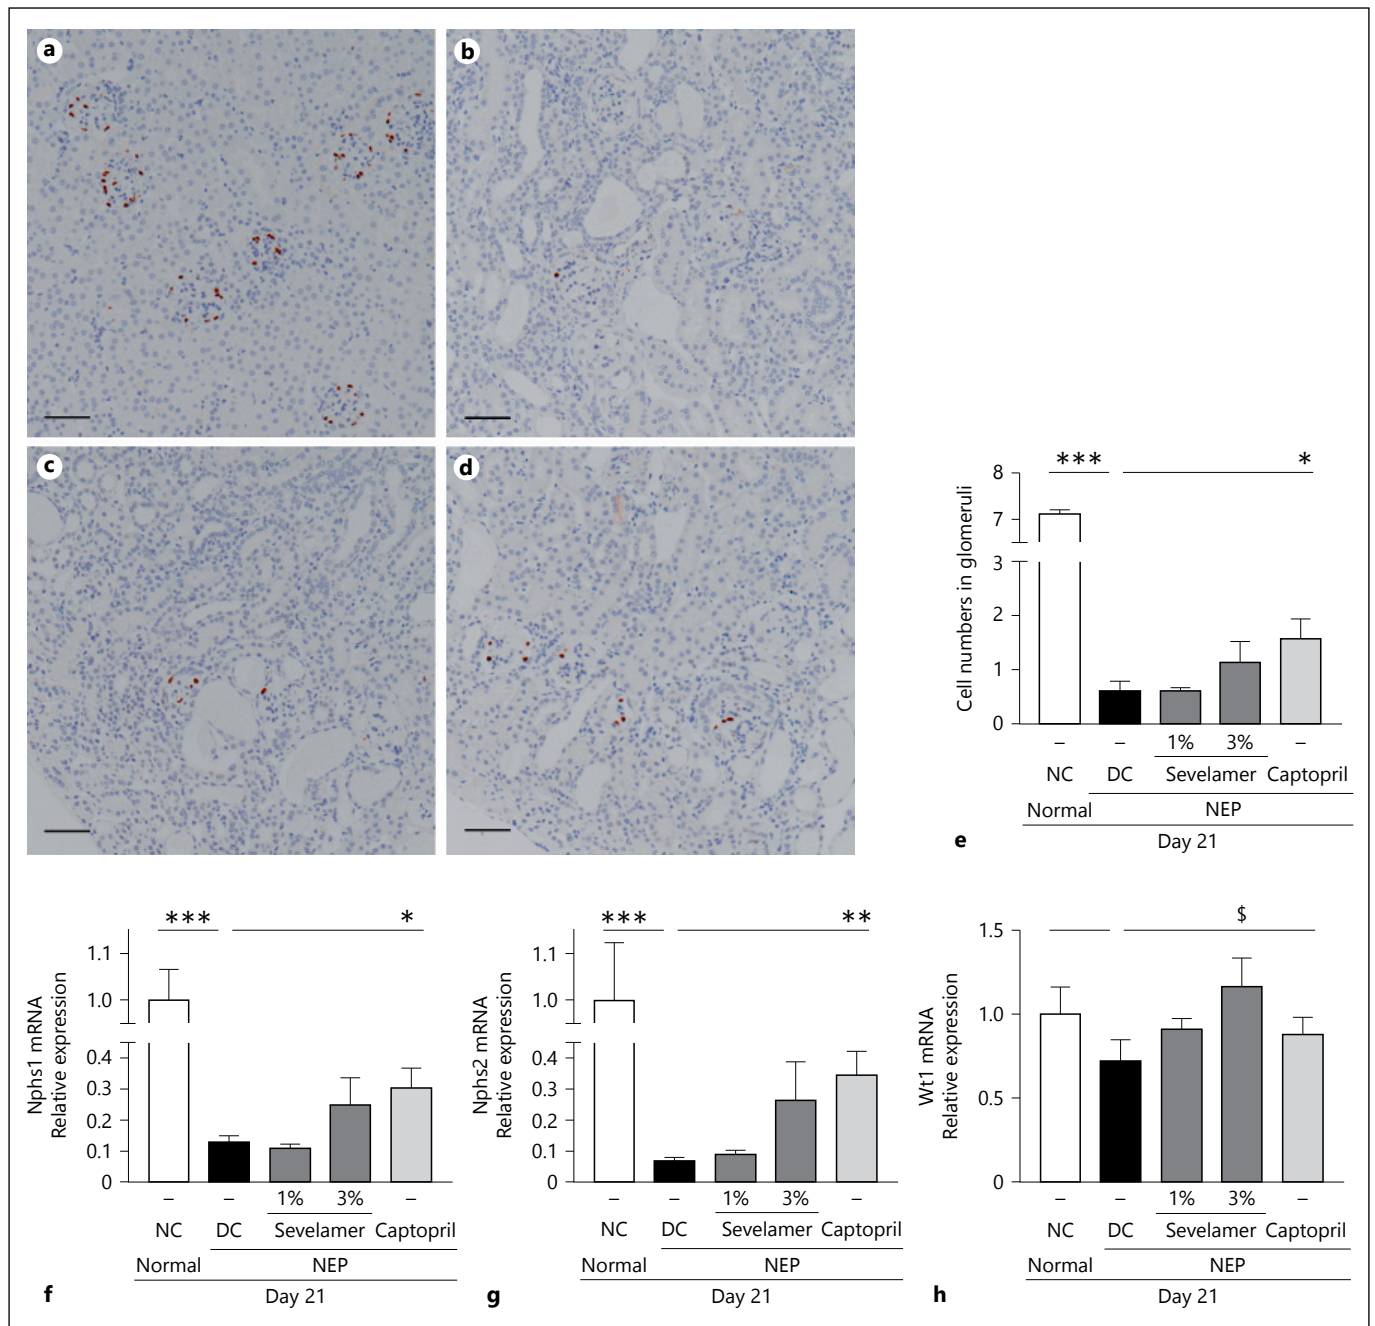 a
b
c
d
***
*
8
7
3
2
1
0
Cell numbers in glomeruli
–
–
1%
3%
–
NC
DC
Sevelamer
Captopril
Normal
NEP
Day 21
e
***
*
1.1
1.0
0.4
0.3
0.2
0.1
0
Nphs1 mRNA
Relative expression
–
–
1%
3%
–
NC
DC
Sevelamer
Captopril
Normal
NEP
Day 21
f
***
**
1.1
1.0
0.4
0.3
0.2
0.1
0
Nphs2 mRNA
Relative expression
–
–
1%
3%
–
NC
DC
Sevelamer
Captopril
Normal
NEP
Day 21
g
$
1.5
1.0
0.5
0
Wt1 mRNA
Relative expression
–
–
1%
3%
–
NC
DC
Sevelamer
Captopril
Normal
NEP
Day 21
h